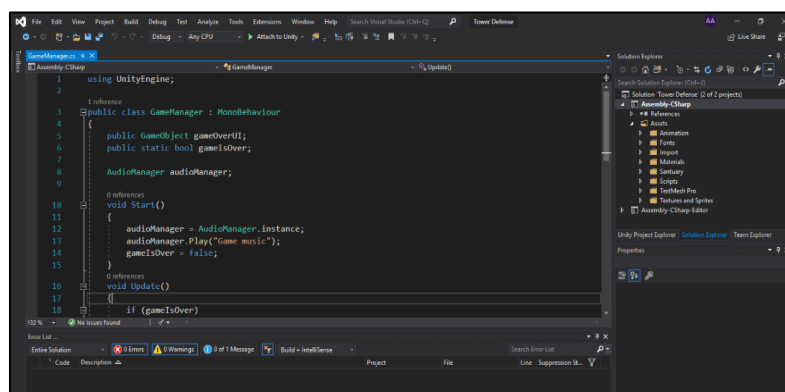 File Edit View Project Build Debug Test Analyze Tools Extensions Window Help Search Visual Studio (Ctrl+Q) Tower Defense AA
Debug Any CPU Attach to Unity Live Share
Toolbox
GameManager.cs
Assembly-CSharp GameManager Update()
1 using UnityEngine;
2
1 reference
3 public class GameManager : MonoBehaviour
4 {
5 public GameObject gameOverUI;
6 public static bool gameIsOver;
7
8 AudioManager audioManager;
9
0 references
10 void Start()
11 {
12 audioManager = AudioManager.instance;
13 audioManager.Play("Game music");
14 gameIsOver = false;
15 }
0 references
16 void Update()
17 {
18 if (gameIsOver)
132 % No issues found
Error List ...
Entire Solution 0 Errors 0 Warnings 0 of 1 Message Build + IntelliSense Search Error List
Code Description Project File Line Suppression St...
Solution Explorer
Search Solution Explorer (Ctrl+;)
Solution 'Tower Defense' (2 of 2 projects)
Assembly-CSharp
References
Assets
Animation
Fonts
Import
Materials
Santuary
Scripts
TextMesh Pro
Textures and Sprites
Assembly-CSharp-Editor
Unity Project Explorer Solution Explorer Team Explorer
Properties